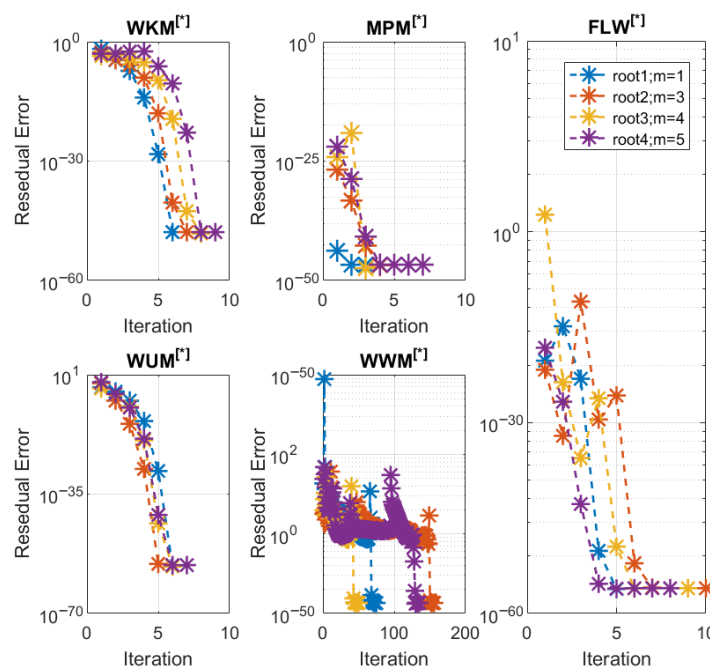 WKM[*]
MPM[*]
FLW[*]
Resedual Error
10^0
10^-30
10^-60
0 5 10
Iteration
Resedual Error
10^0
10^-25
10^-50
0 5 10
Iteration
10^1
10^0
10^-30
10^-60
0 5 10
Iteration
root1;m=1
root2;m=3
root3;m=4
root4;m=5
WUM[*]
WWM[*]
Resedual Error
10^1
10^-35
10^-70
0 5 10
Iteration
Resedual Error
10^-50
10^2
10^0
10^-50
0 100 200
Iteration